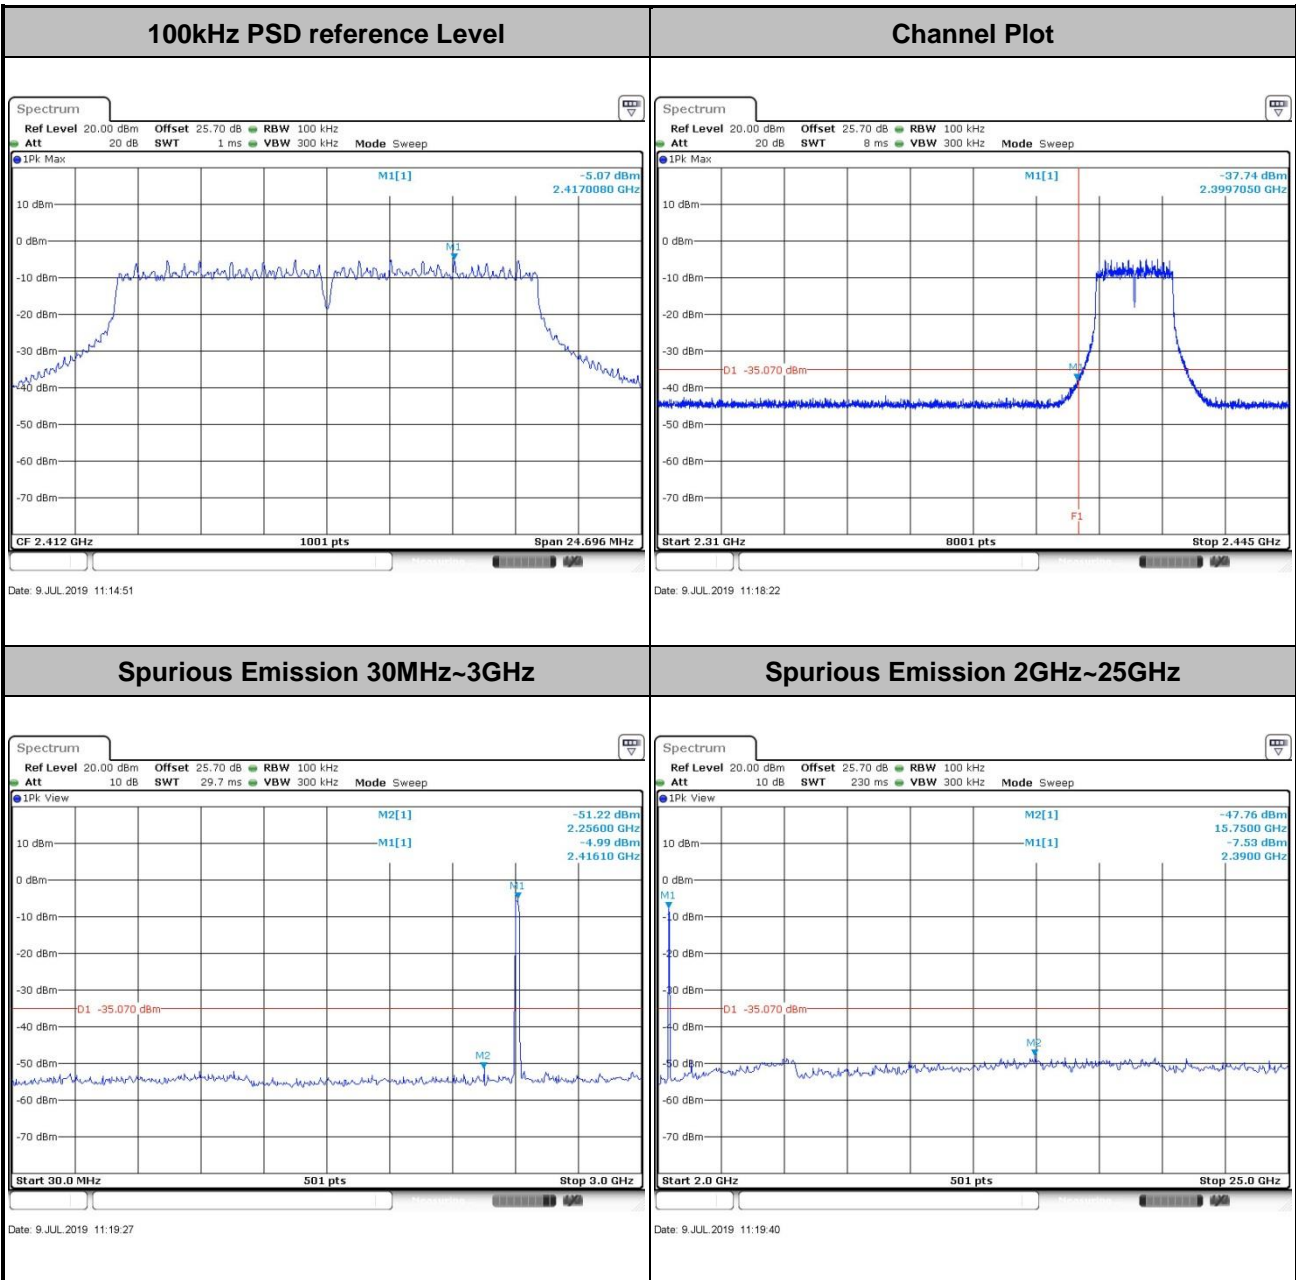 100kHz PSD reference Level
Channel Plot
Spectrum
Ref Level 20.00 dBm Offset 25.70 dB RBW 100 kHz
Att 20 dB SWT 1 ms VBW 300 kHz Mode Sweep
1Pk Max
M1[1] -5.07 dBm
2.4170080 GHz
10 dBm
M1
0 dBm
-10 dBm
-20 dBm
-30 dBm
-40 dBm
-50 dBm
-60 dBm
-70 dBm
CF 2.412 GHz 1001 pts Span 24.696 MHz
Date: 9.JUL.2019 11:14:51
Spectrum
Ref Level 20.00 dBm Offset 25.70 dB RBW 100 kHz
Att 20 dB SWT 8 ms VBW 300 kHz Mode Sweep
1Pk Max
M1[1] -37.74 dBm
2.3997050 GHz
10 dBm
0 dBm
-10 dBm
-20 dBm
-30 dBm
D1 -35.070 dBm
M1
-40 dBm
-50 dBm
-60 dBm
-70 dBm
F1
Start 2.31 GHz 8001 pts Stop 2.445 GHz
Date: 9.JUL.2019 11:18:22
Spurious Emission 30MHz~3GHz
Spurious Emission 2GHz~25GHz
Spectrum
Ref Level 20.00 dBm Offset 25.70 dB RBW 100 kHz
Att 10 dB SWT 29.7 ms VBW 300 kHz Mode Sweep
1Pk View
M2[1] -51.22 dBm
2.25600 GHz
10 dBm M1[1] -4.99 dBm
2.41610 GHz
0 dBm
M1
-10 dBm
-20 dBm
-30 dBm
D1 -35.070 dBm
-40 dBm
M2
-50 dBm
-60 dBm
-70 dBm
Start 30.0 MHz 501 pts Stop 3.0 GHz
Date: 9.JUL.2019 11:19:27
Spectrum
Ref Level 20.00 dBm Offset 25.70 dB RBW 100 kHz
Att 10 dB SWT 230 ms VBW 300 kHz Mode Sweep
1Pk View
M2[1] -47.76 dBm
15.7500 GHz
10 dBm M1[1] -7.53 dBm
2.3900 GHz
0 dBm
M1
-10 dBm
-20 dBm
-30 dBm
D1 -35.070 dBm
-40 dBm
M2
-50 dBm
-60 dBm
-70 dBm
Start 2.0 GHz 501 pts Stop 25.0 GHz
Date: 9.JUL.2019 11:19:40